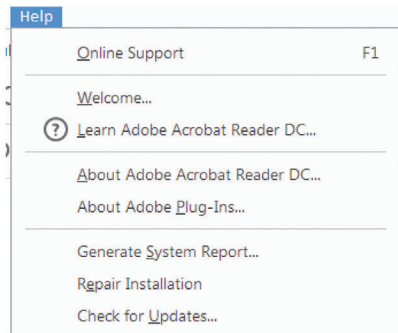 Help
Online Support F1
Welcome...
Learn Adobe Acrobat Reader DC...
About Adobe Acrobat Reader DC...
About Adobe Plug-Ins...
Generate System Report...
Repair Installation
Check for Updates...